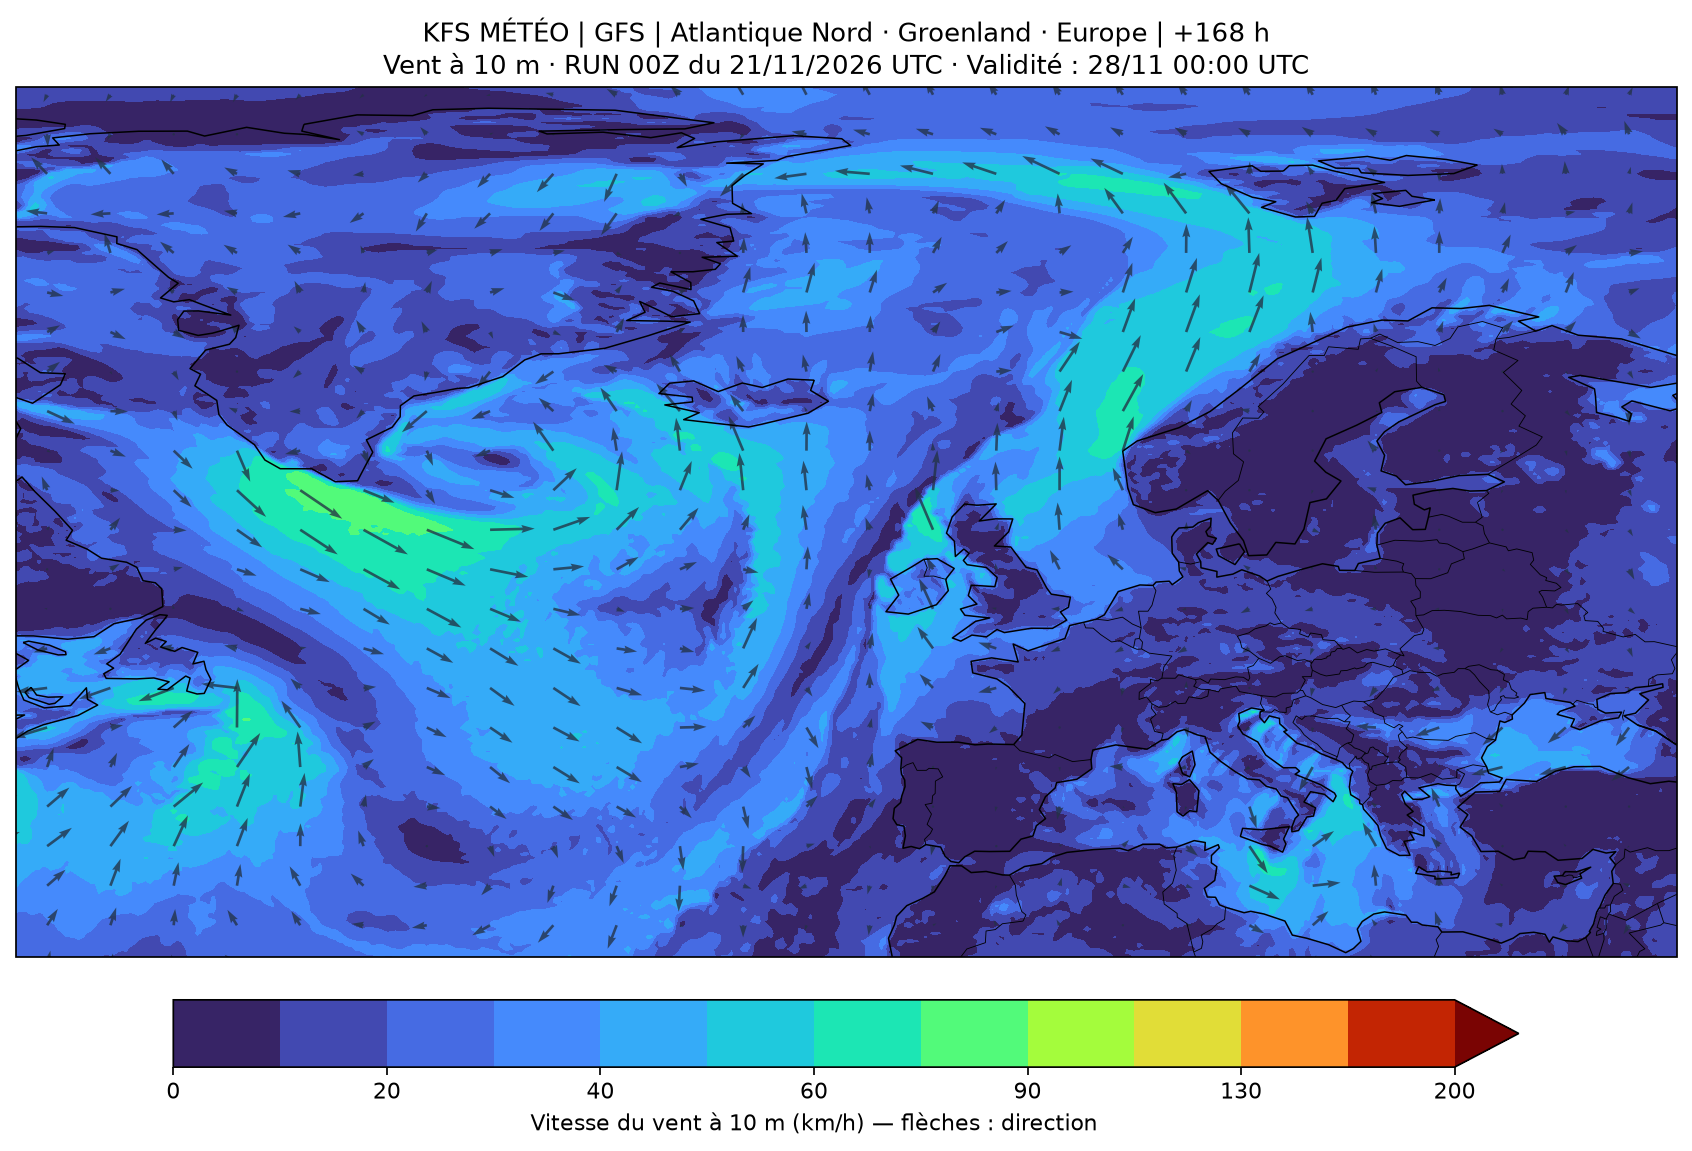 KFS MÉTÉO | GFS | Atlantique Nord · Groenland · Europe | +168 h
Vent à 10 m · RUN 00Z du 21/11/2026 UTC · Validité : 28/11 00:00 UTC
0 20 40 60 90 130 200
Vitesse du vent à 10 m (km/h) — flèches : direction